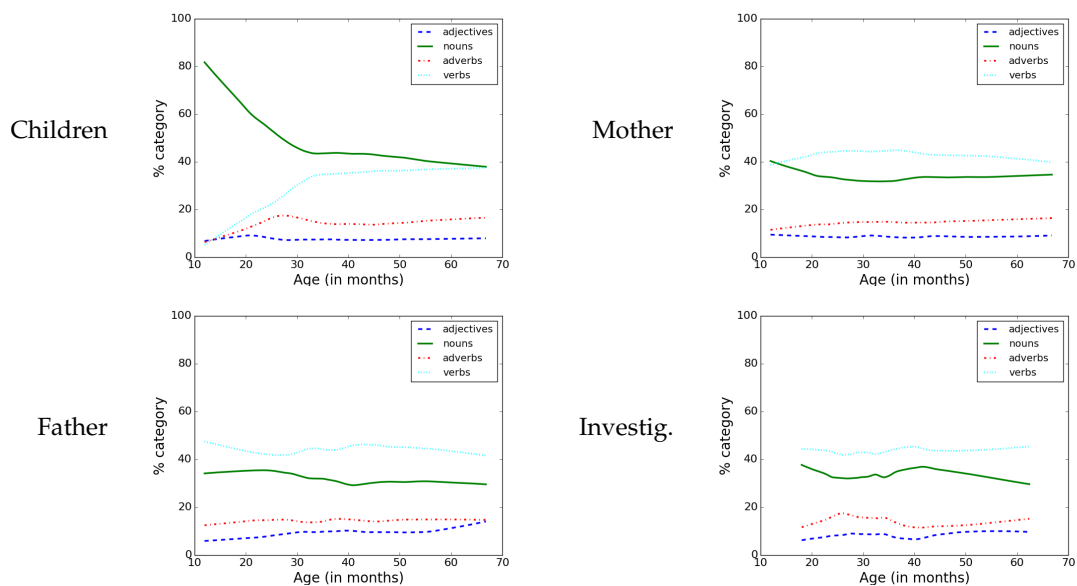 Children
% category
100
80
60
40
20
0
10 20 30 40 50 60 70
Age (in months)
adjectives
nouns
adverbs
verbs
Mother
% category
100
80
60
40
20
0
10 20 30 40 50 60 70
Age (in months)
adjectives
nouns
adverbs
verbs
Father
% category
100
80
60
40
20
0
10 20 30 40 50 60 70
Age (in months)
adjectives
nouns
adverbs
verbs
Investig.
% category
100
80
60
40
20
0
10 20 30 40 50 60 70
Age (in months)
adjectives
nouns
adverbs
verbs